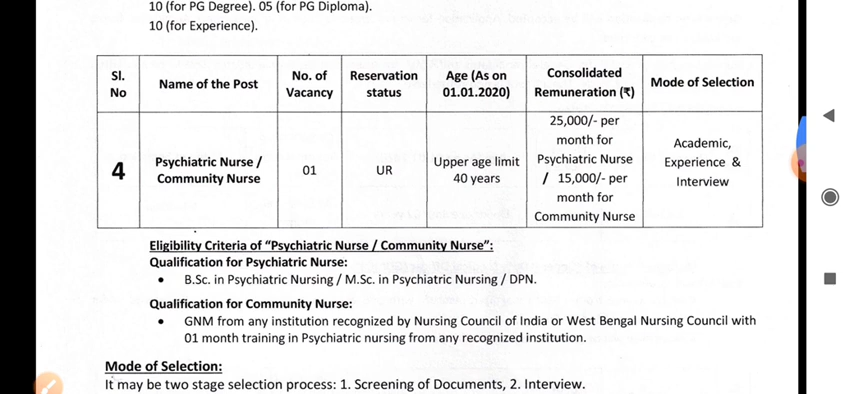 10 (for PG Degree). 05 (for PG Diploma).
10 (for Experience).
Sl. No
Name of the Post
No. of Vacancy
Reservation status
Age (As on 01.01.2020)
Consolidated Remuneration (₹)
Mode of Selection
4
Psychiatric Nurse / Community Nurse
01
UR
Upper age limit 40 years
25,000/- per month for Psychiatric Nurse / 15,000/- per month for Community Nurse
Academic, Experience & Interview
Eligibility Criteria of “Psychiatric Nurse / Community Nurse”:
Qualification for Psychiatric Nurse:
• B.Sc. in Psychiatric Nursing / M.Sc. in Psychiatric Nursing / DPN.
Qualification for Community Nurse:
• GNM from any institution recognized by Nursing Council of India or West Bengal Nursing Council with
01 month training in Psychiatric nursing from any recognized institution.
Mode of Selection:
It may be two stage selection process: 1. Screening of Documents, 2. Interview.